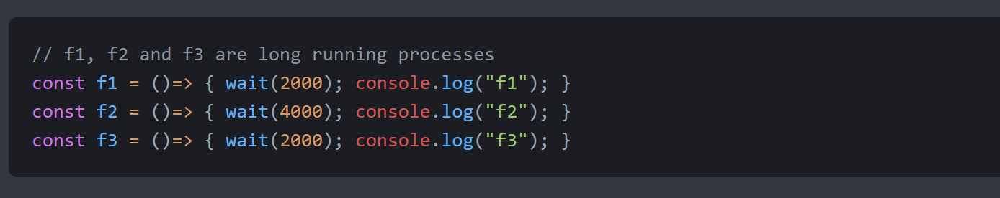 // f1, f2 and f3 are long running processes
const f1 = ()=> { wait(2000); console.log("f1"); }
const f2 = ()=> { wait(4000); console.log("f2"); }
const f3 = ()=> { wait(2000); console.log("f3"); }